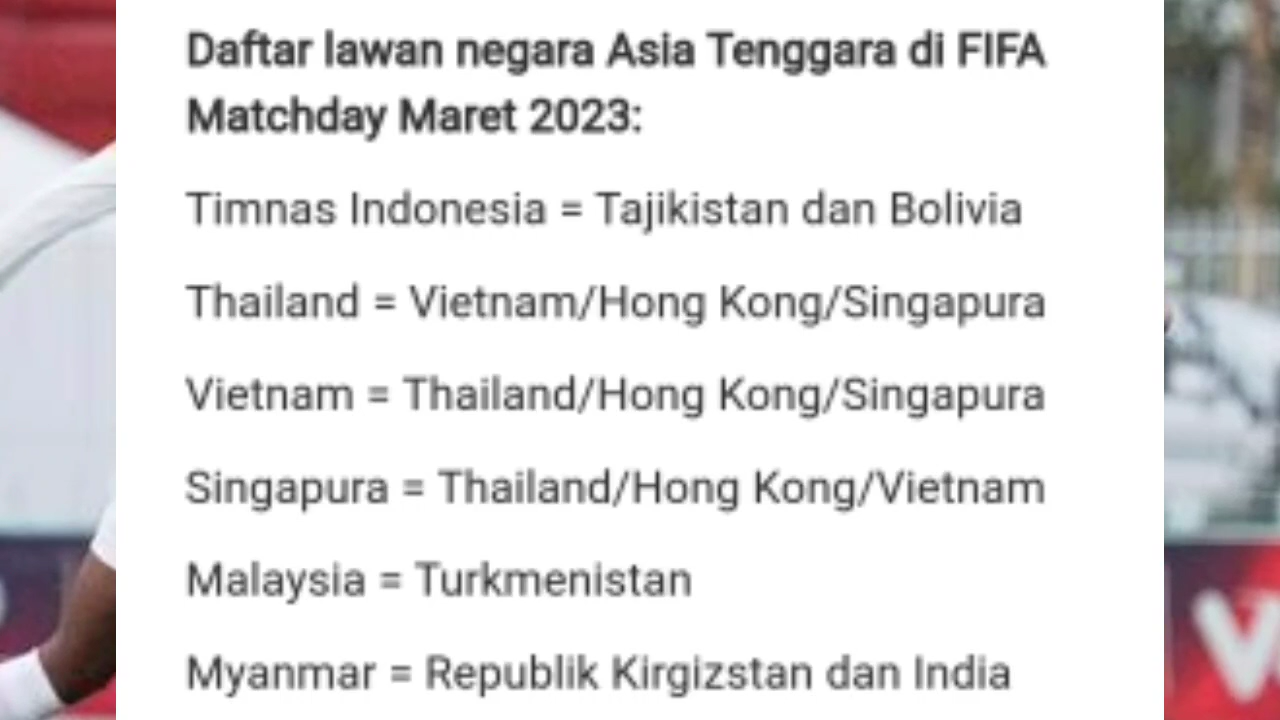 Daftar lawan negara Asia Tenggara di FIFA
Matchday Maret 2023:
Timnas Indonesia = Tajikistan dan Bolivia
Thailand = Vietnam/Hong Kong/Singapura
Vietnam = Thailand/Hong Kong/Singapura
Singapura = Thailand/Hong Kong/Vietnam
Malaysia = Turkmenistan
Myanmar = Republik Kirgizstan dan India